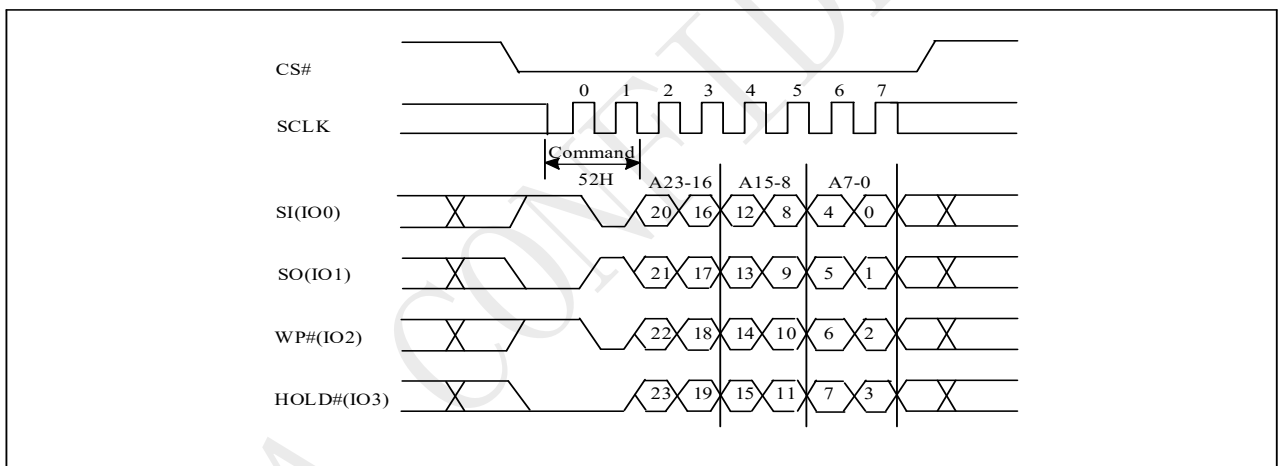 CS#
0 1 2 3 4 5 6 7
SCLK
Command
52H A23-16 A15-8 A7-0
SI(IO0) 20 16 12 8 4 0
SO(IO1) 21 17 13 9 5 1
WP#(IO2) 22 18 14 10 6 2
HOLD#(IO3) 23 19 15 11 7 3